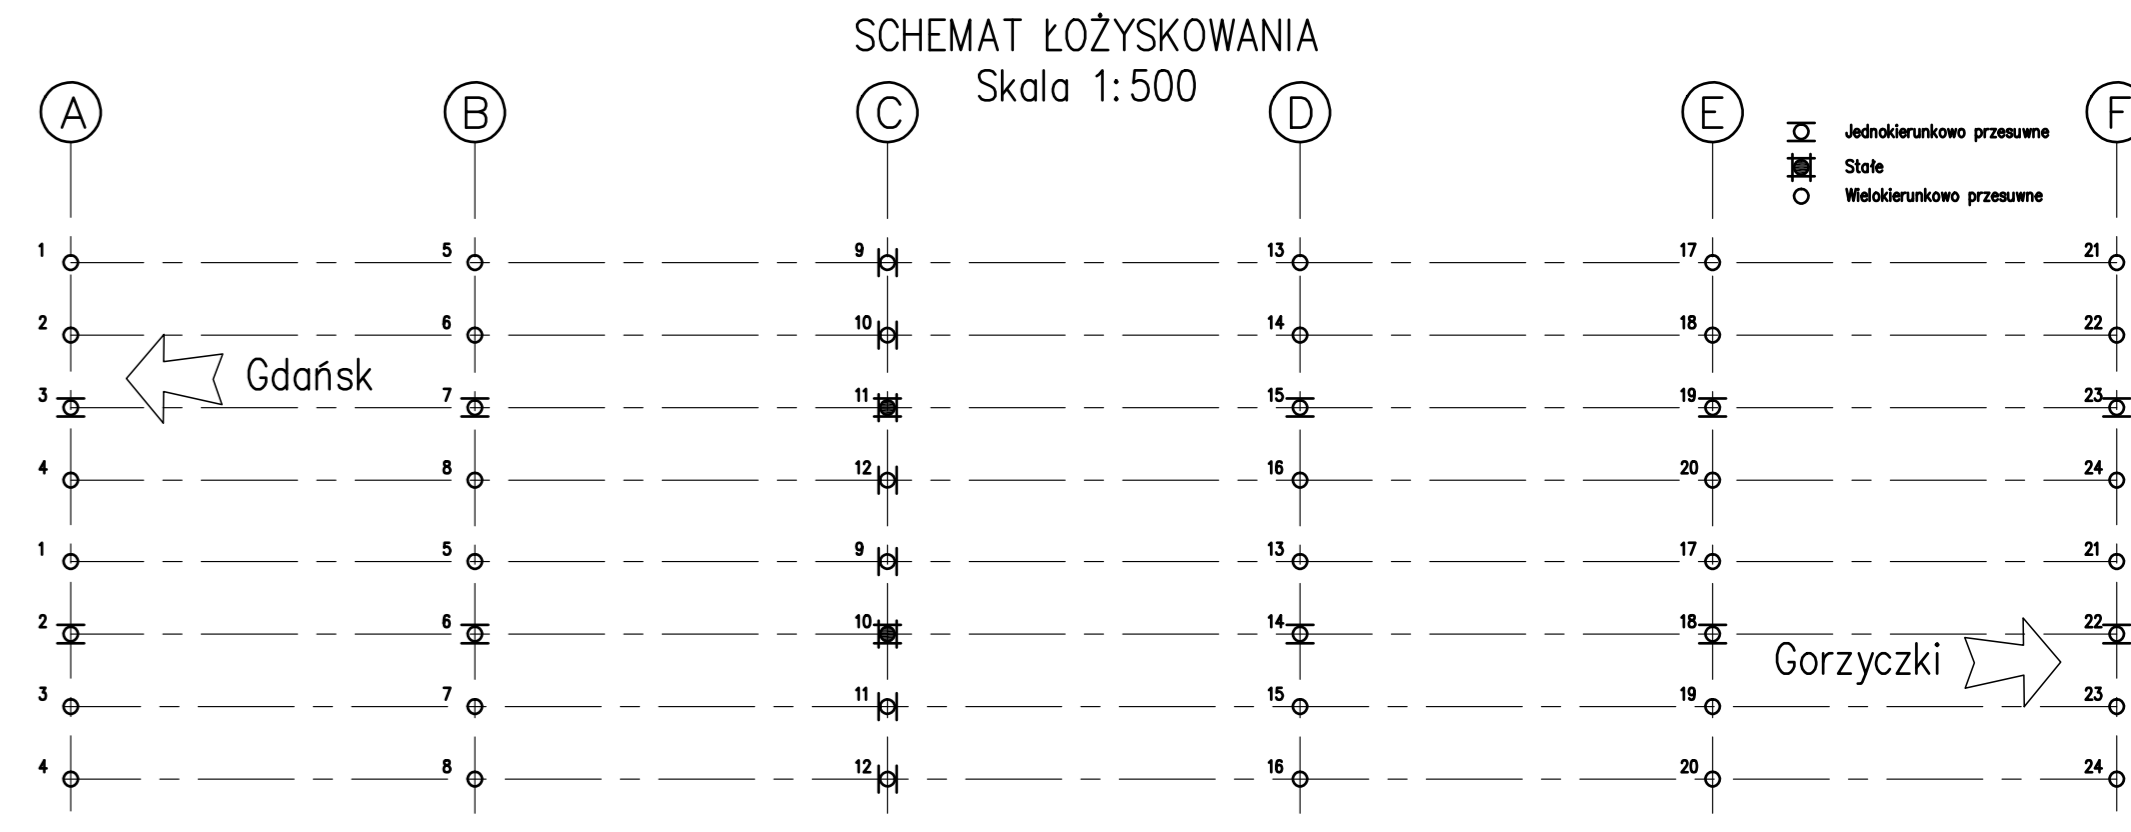 SCHEMAT ŁOŻYSKOWANIA
Skala 1:500
A B C D E F
Jednokierunkowo przesuwne
Stałe
Wielokierunkowo przesuwne
1 5 9 13 17 21
2 6 10 14 18 22
Gdańsk
3 7 11 15 19 23
4 8 12 16 20 24
1 5 9 13 17 21
2 6 10 14 18 22
Gorzyczki
3 7 11 15 19 23
4 8 12 16 20 24